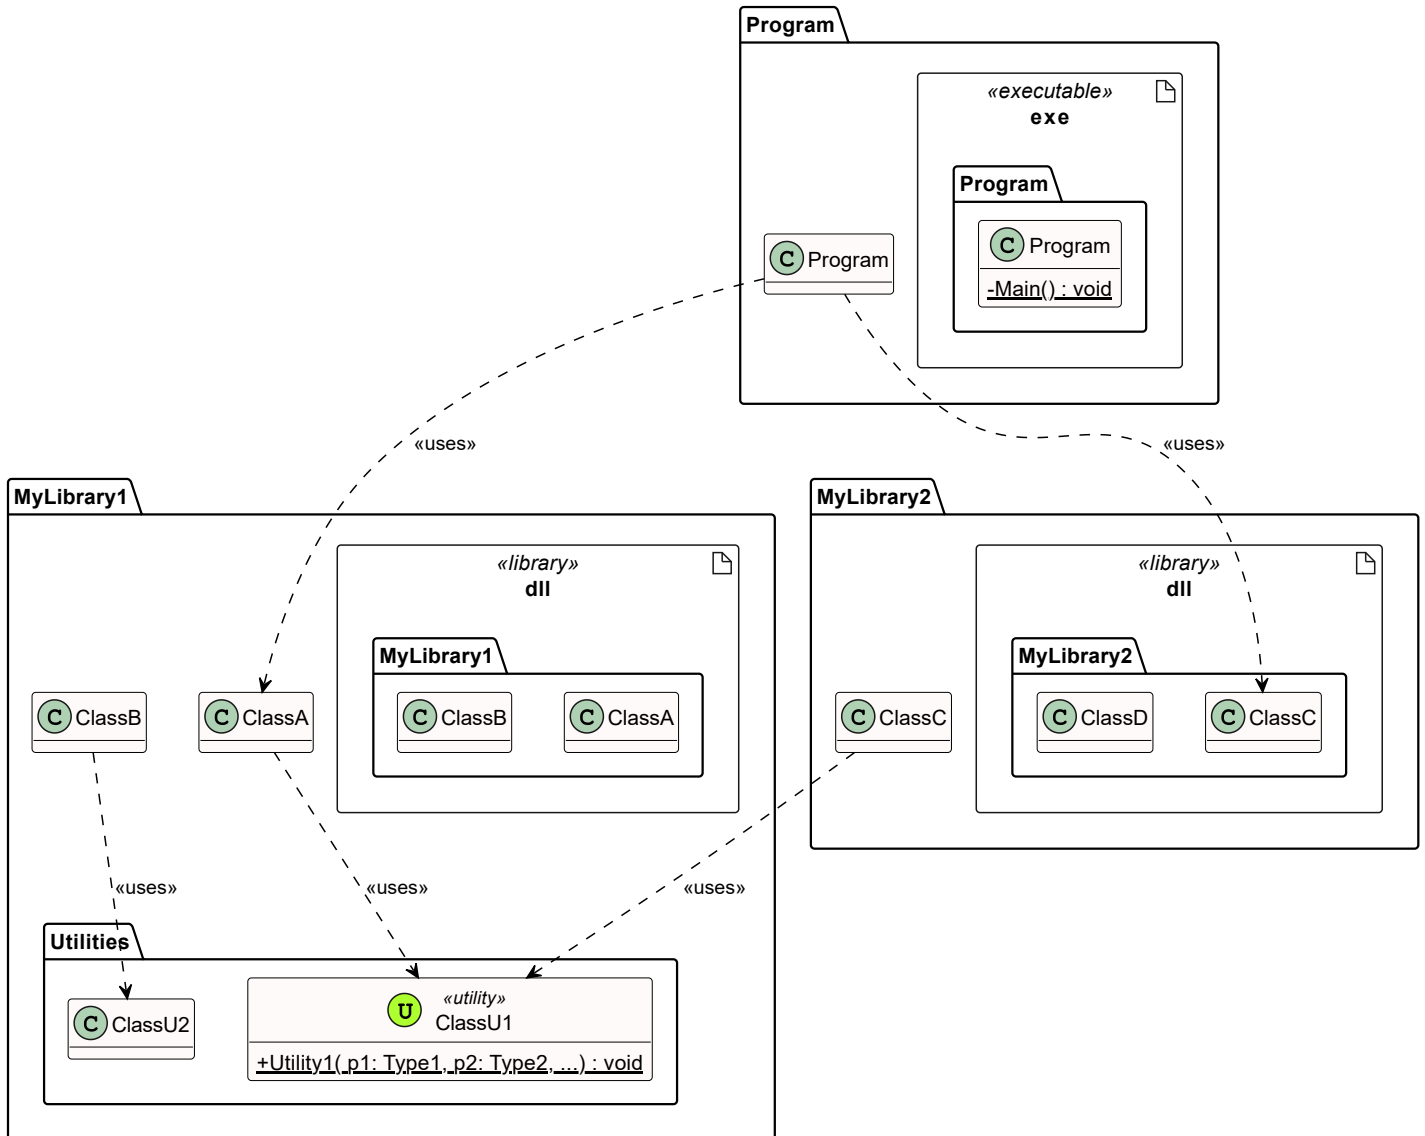 Program
«executable»
exe
Program
C Program
-Main() : void
C Program
«uses»
«uses»
MyLibrary1
«library»
dll
MyLibrary1
C ClassB
C ClassA
C ClassB
C ClassA
MyLibrary2
«library»
dll
MyLibrary2
C ClassC
C ClassD
C ClassC
«uses»
«uses»
«uses»
Utilities
C ClassU2
U «utility»
ClassU1
+Utility1( p1: Type1, p2: Type2, ...) : void